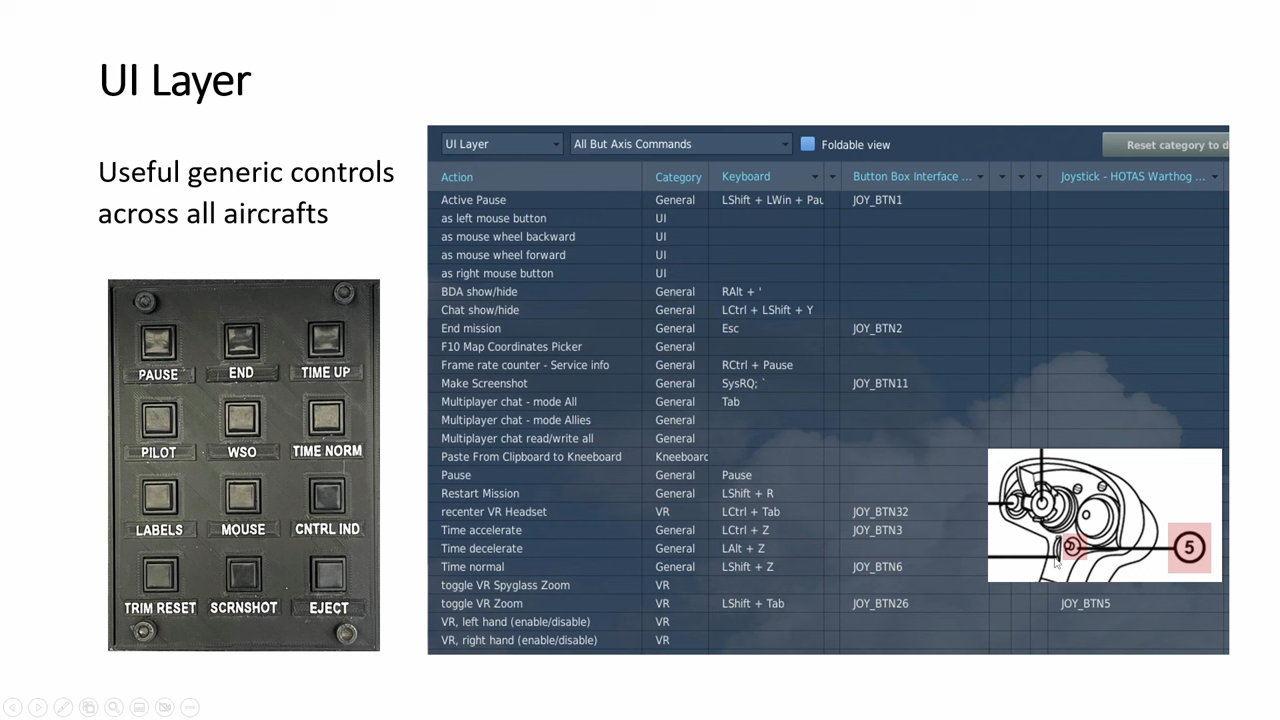 UI Layer
Useful generic controls
across all aircrafts
PAUSE END TIME UP
PILOT WSO TIME NORM
LABELS MOUSE CNTRL IND
TRIM RESET SCRNSHOT EJECT
UI Layer All But Axis Commands Foldable view Reset category to d
Action Category Keyboard Button Box Interface ... Joystick - HOTAS Warthog ...
Active Pause General LShift + LWin + Pau JOY_BTN1
as left mouse button UI
as mouse wheel backward UI
as mouse wheel forward UI
as right mouse button UI
BDA show/hide General RAlt + '
Chat show/hide General LCtrl + LShift + Y
End mission General Esc JOY_BTN2
F10 Map Coordinates Picker General
Frame rate counter - Service info General RCtrl + Pause
Make Screenshot General SysRQ; ` JOY_BTN11
Multiplayer chat - mode All General Tab
Multiplayer chat - mode Allies General
Multiplayer chat read/write all General
Paste From Clipboard to Kneeboard Kneeboard
Pause General Pause
Restart Mission General LShift + R
recenter VR Headset VR LCtrl + Tab JOY_BTN32
Time accelerate General LCtrl + Z JOY_BTN3
Time decelerate General LAlt + Z
Time normal General LShift + Z JOY_BTN6
toggle VR Spyglass Zoom VR
toggle VR Zoom VR LShift + Tab JOY_BTN26 JOY_BTN5
VR, left hand (enable/disable) VR
VR, right hand (enable/disable) VR
5